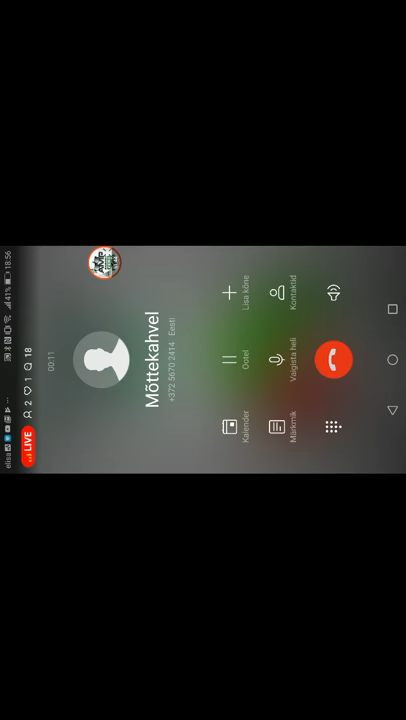 elisa ... 41% 18:56
LIVE 2 1 18
00:11
Mõttekahvel
+372 5670 2414 Eesti
Kalender Ootel Lisa kõne
Märkmik Vaigista heli Kontaktid